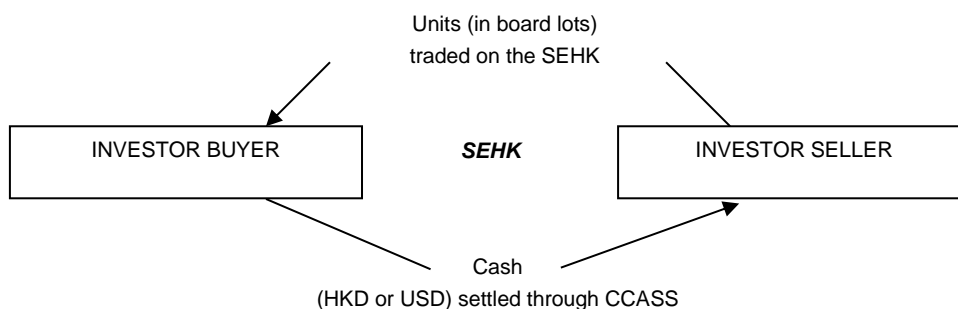 Units (in board lots)
traded on the SEHK
INVESTOR BUYER
SEHK
INVESTOR SELLER
Cash
(HKD or USD) settled through CCASS